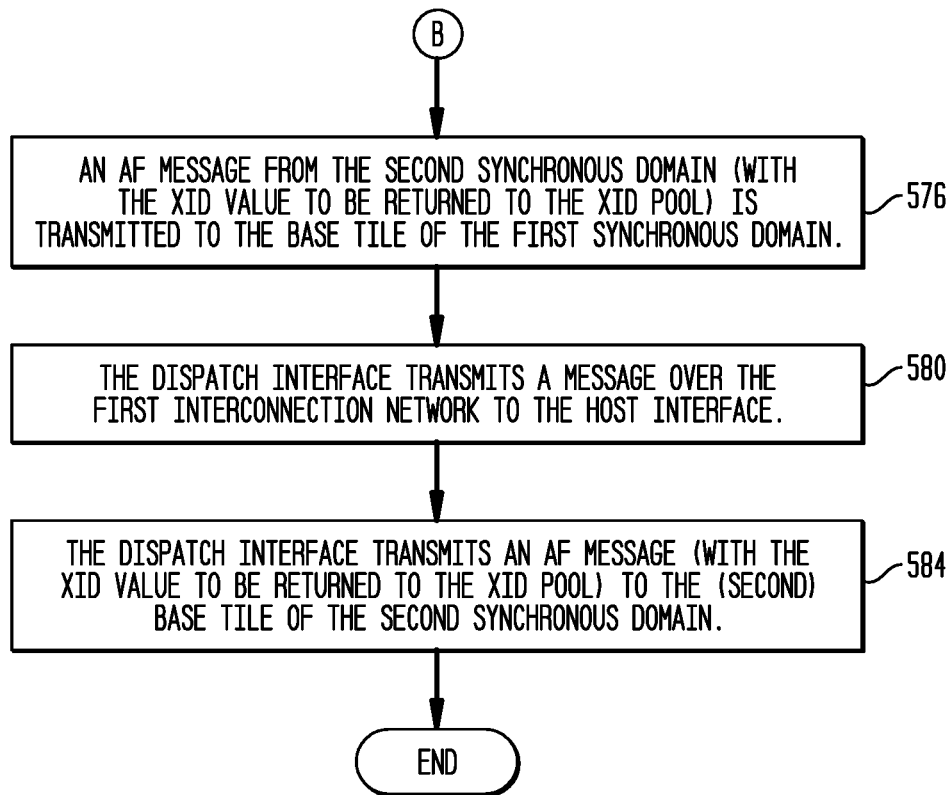 B
AN AF MESSAGE FROM THE SECOND SYNCHRONOUS DOMAIN (WITH
THE XID VALUE TO BE RETURNED TO THE XID POOL) IS
TRANSMITTED TO THE BASE TILE OF THE FIRST SYNCHRONOUS DOMAIN.
576
THE DISPATCH INTERFACE TRANSMITS A MESSAGE OVER THE
FIRST INTERCONNECTION NETWORK TO THE HOST INTERFACE.
580
THE DISPATCH INTERFACE TRANSMITS AN AF MESSAGE (WITH THE
XID VALUE TO BE RETURNED TO THE XID POOL) TO THE (SECOND)
BASE TILE OF THE SECOND SYNCHRONOUS DOMAIN.
584
END